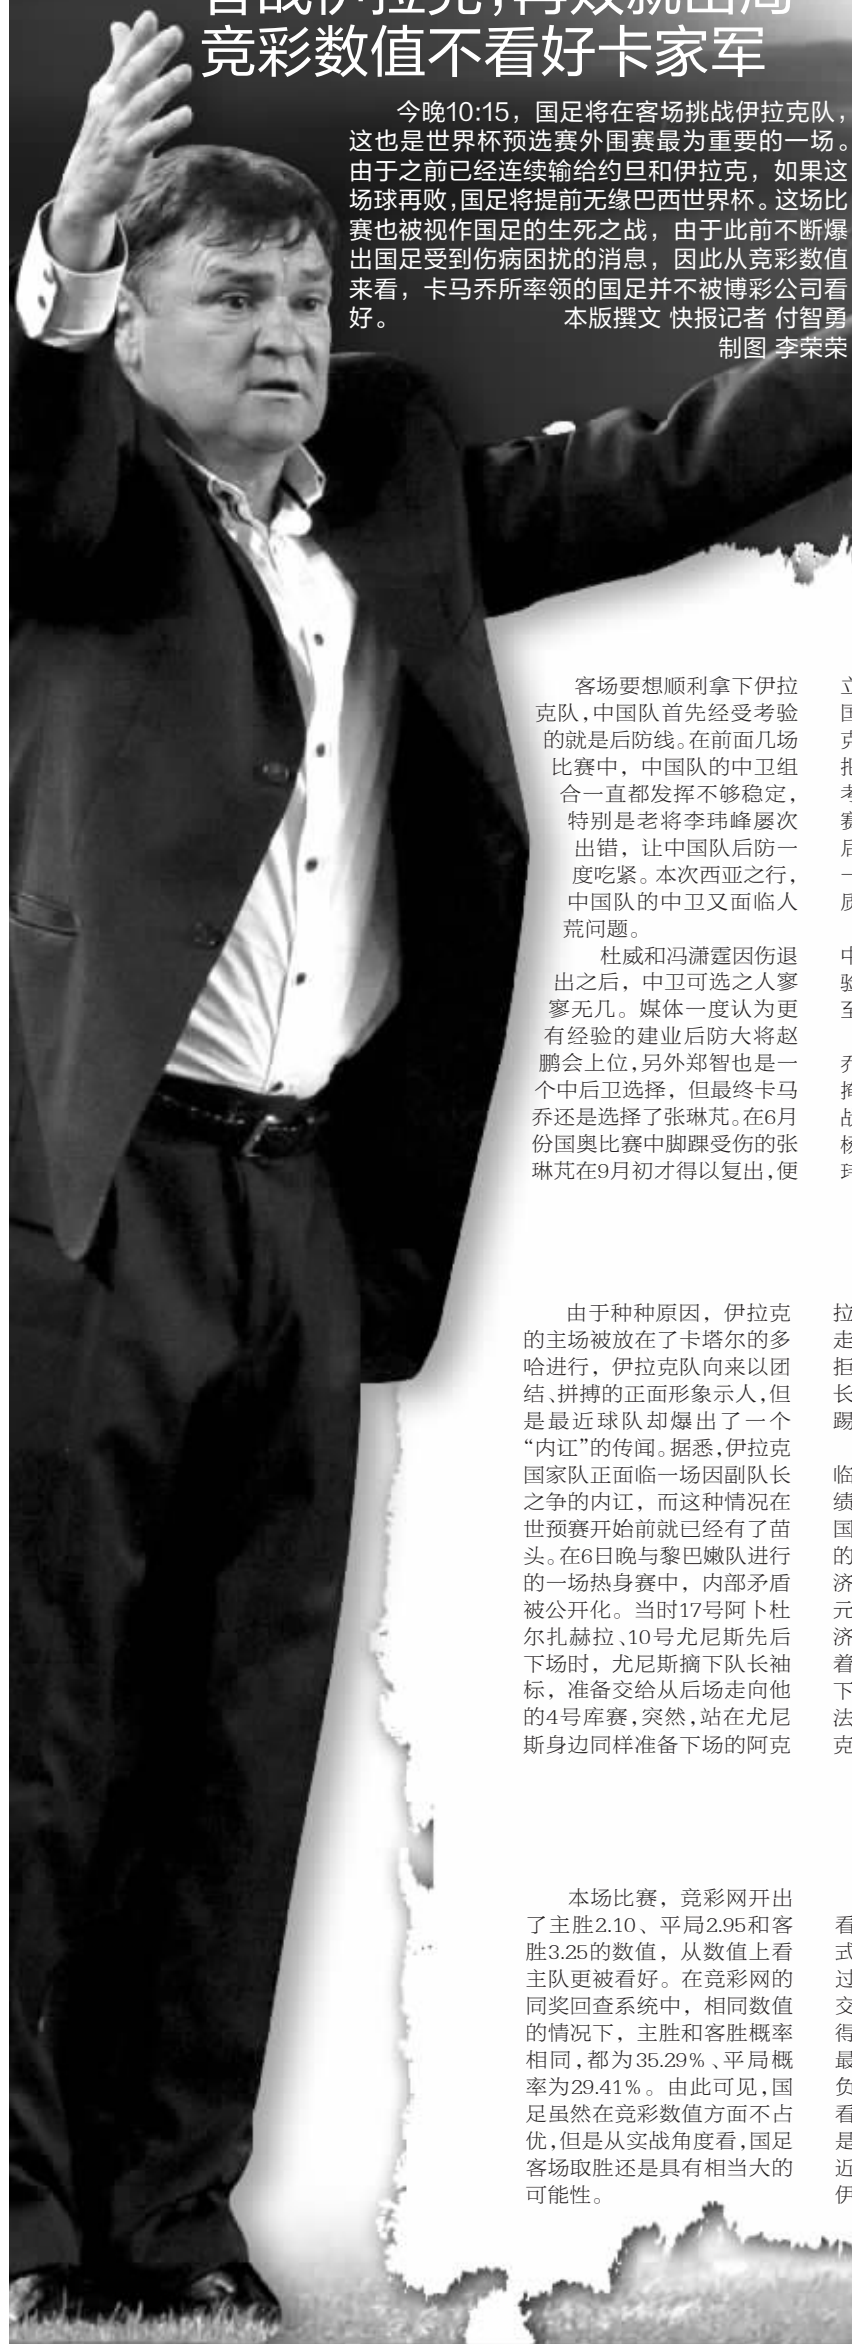 竞彩数值不看好卡家军
今晚10:15，国足将在客场挑战伊拉克队，
这也是世界杯预选赛外围赛最为重要的一场。
由于之前已经连续输给约旦和伊拉克，如果这
场球再败，国足将提前无缘巴西世界杯。这场比
赛也被视作国足的生死之战，由于此前不断爆
出国足受到伤病困扰的消息，因此从竞彩数值
来看，卡马乔所率领的国足并不被博彩公司看
好。 本版撰文 快报记者 付智勇
制图 李荣荣
客场要想顺利拿下伊拉
克队，中国队首先经受考验
的就是后防线。在前面几场
比赛中，中国队的中卫组
合一直都发挥不够稳定，
特别是老将李玮峰屡次
出错，让中国队后防一
度吃紧。本次西亚之行，
中国队的中卫又面临人
荒问题。
杜威和冯潇霆因伤退
出之后，中卫可选之人寥
寥无几。媒体一度认为更
有经验的建业后防大将赵
鹏会上位，另外郑智也是一
个中后卫选择，但最终卡马
乔还是选择了张琳芃。在6月
份国奥比赛中脚踝受伤的张
琳芃在9月初才得以复出，便
由于种种原因，伊拉克
的主场被放在了卡塔尔的多
哈进行，伊拉克队向来以团
结、拼搏的正面形象示人，但
是最近球队却爆出了一个
“内讧”的传闻。据悉，伊拉克
国家队正面临一场因副队长
之争的内讧，而这种情况在
世预赛开始前就已经有了苗
头。在6日晚与黎巴嫩队进行
的一场热身赛中，内部矛盾
被公开化。当时17号阿卜杜
尔扎赫拉、10号尤尼斯先后
下场时，尤尼斯摘下队长袖
标，准备交给从后场走向他
的4号库赛，突然，站在尤尼
斯身边同样准备下场的阿克
本场比赛，竞彩网开出
了主胜2.10、平局2.95和客
胜3.25的数值，从数值上看
主队更被看好。在竞彩网的
同奖回查系统中，相同数值
的情况下，主胜和客胜概率
相同，都为35.29%、平局概
率为29.41%。由此可见，国
足虽然在竞彩数值方面不占
优，但是从实战角度看，国足
客场取胜还是具有相当大的
可能性。